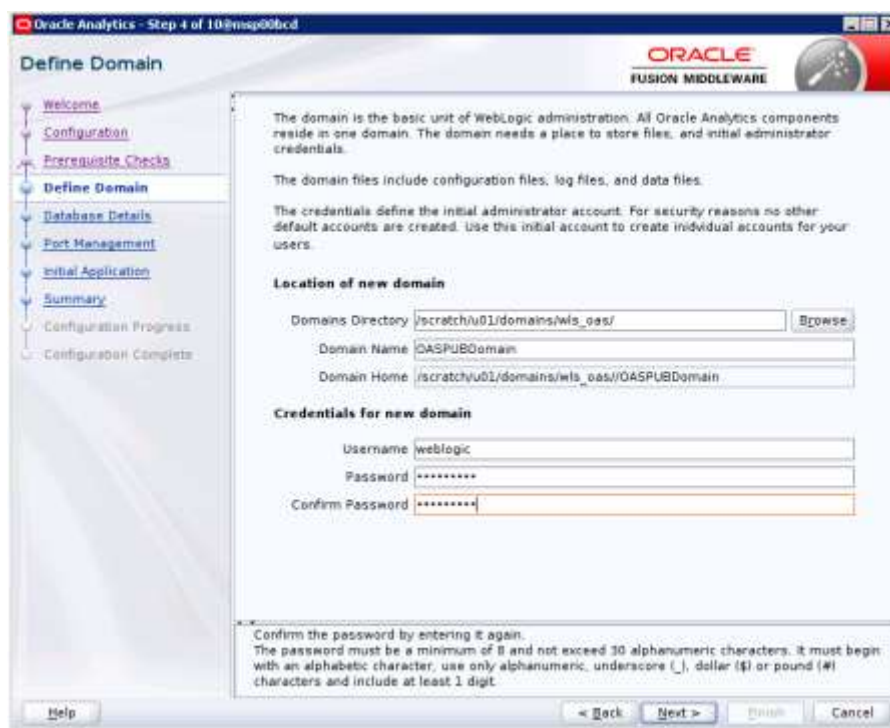 Oracle Analytics - Step 4 of 10@msp00bcd
Define Domain
ORACLE
FUSION MIDDLEWARE
Welcome
Configuration
Prerequisite Checks
Define Domain
Database Details
Port Management
Initial Application
Summary
Configuration Progress
Configuration Complete
The domain is the basic unit of WebLogic administration. All Oracle Analytics components
reside in one domain. The domain needs a place to store files, and initial administrator
credentials.
The domain files include configuration files, log files, and data files.
The credentials define the initial administrator account. For security reasons no other
default accounts are created. Use this initial account to create inidvidual accounts for your
users.
Location of new domain
Domains Directory /scratch/u01/domains/wls_oas/ Browse
Domain Name OASPUBDomain
Domain Home /scratch/u01/domains/wls_oas//OASPUBDomain
Credentials for new domain
Username weblogic
Password •••••••••
Confirm Password •••••••••
Confirm the password by entering it again.
The password must be a minimum of 8 and not exceed 30 alphanumeric characters. It must begin
with an alphabetic character, use only alphanumeric, underscore (_), dollar ($) or pound (#)
characters and include at least 1 digit.
Help < Back Next > Finish Cancel